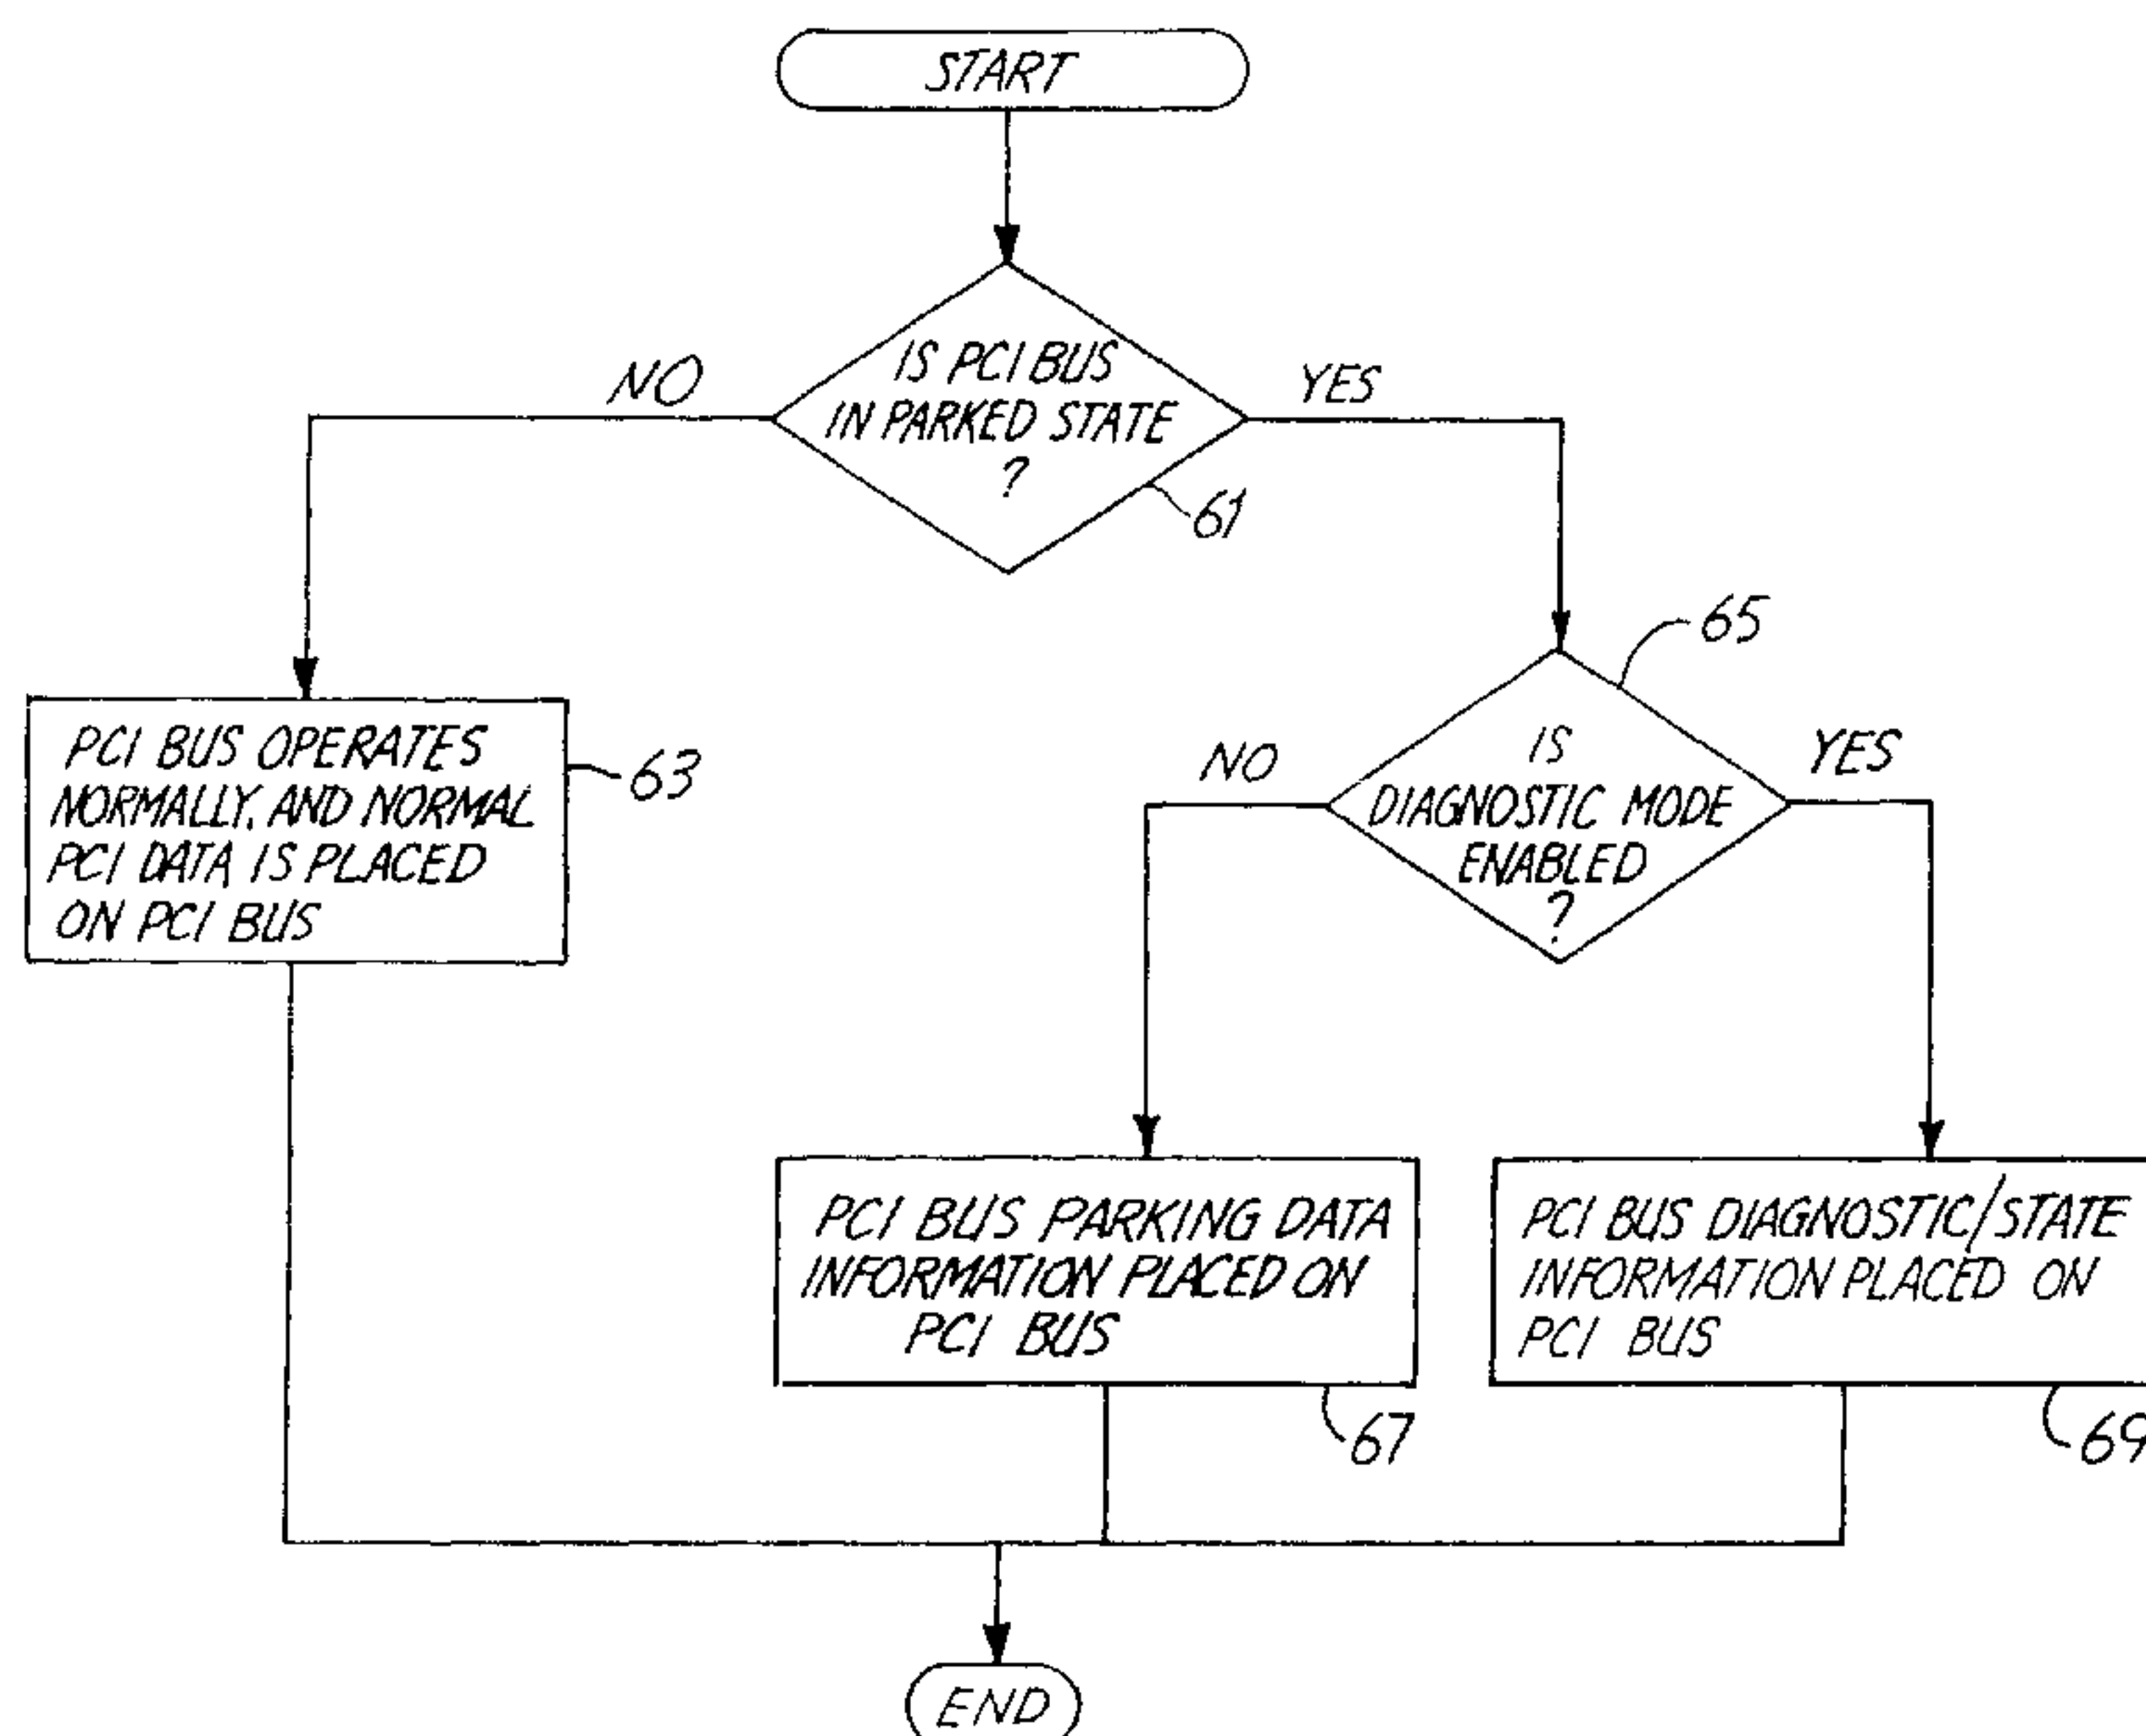 START
IS PCI BUS
IN PARKED STATE
?
NO
YES
61
65
PCI BUS OPERATES
NORMALLY, AND NORMAL
PCI DATA IS PLACED
ON PCI BUS
63
IS
DIAGNOSTIC MODE
ENABLED
?
NO
YES
PCI BUS PARKING DATA
INFORMATION PLACED ON
PCI BUS
67
PCI BUS DIAGNOSTIC/STATE
INFORMATION PLACED ON
PCI BUS
69
END